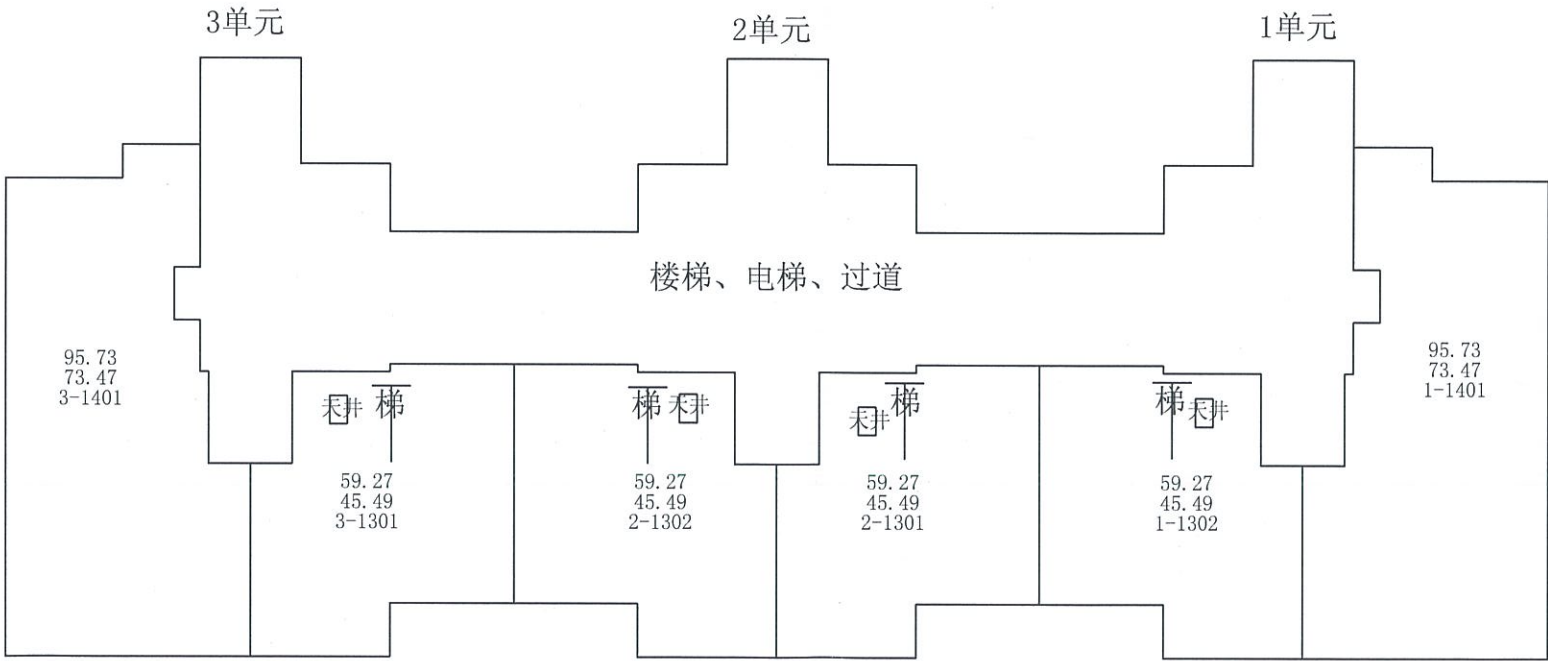 3单元
2单元
1单元
楼梯、电梯、过道
95.73
73.47
3-1401
天井
梯
59.27
45.49
3-1301
梯
天井
59.27
45.49
2-1302
天井
梯
59.27
45.49
2-1301
梯
天井
59.27
45.49
1-1302
95.73
73.47
1-1401